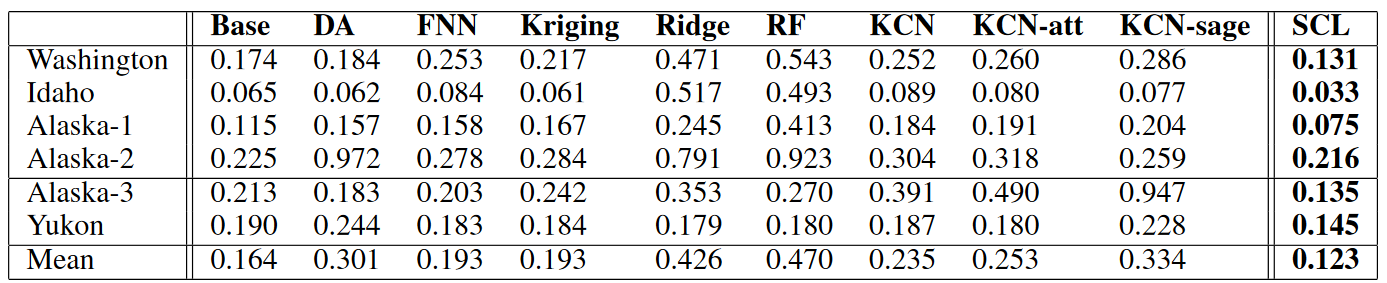 Base DA FNN Kriging Ridge RF KCN KCN-att KCN-sage SCL
Washington 0.174 0.184 0.253 0.217 0.471 0.543 0.252 0.260 0.286 0.131
Idaho 0.065 0.062 0.084 0.061 0.517 0.493 0.089 0.080 0.077 0.033
Alaska-1 0.115 0.157 0.158 0.167 0.245 0.413 0.184 0.191 0.204 0.075
Alaska-2 0.225 0.972 0.278 0.284 0.791 0.923 0.304 0.318 0.259 0.216
Alaska-3 0.213 0.183 0.203 0.242 0.353 0.270 0.391 0.490 0.947 0.135
Yukon 0.190 0.244 0.183 0.184 0.179 0.180 0.187 0.180 0.228 0.145
Mean 0.164 0.301 0.193 0.193 0.426 0.470 0.235 0.253 0.334 0.123